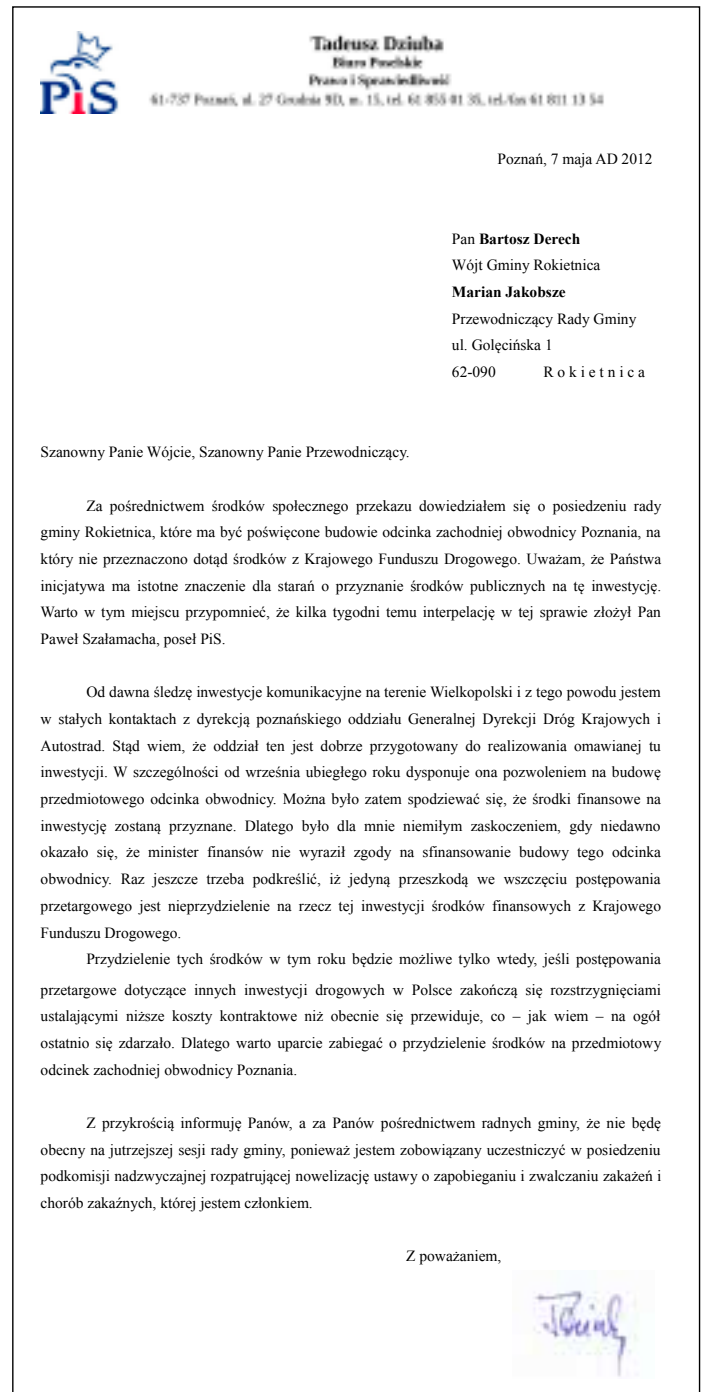 PiS
Tadeusz Dziuba
Biuro Poselskie
Prawo i Sprawiedliwość
61-737 Poznań, ul. 27 Grudnia 9D, m. 15, tel. 61 855 01 35, tel./fax 61 811 13 54
Poznań, 7 maja AD 2012
Pan Bartosz Derech
Wójt Gminy Rokietnica
Marian Jakobsze
Przewodniczący Rady Gminy
ul. Golęcińska 1
62-090 R o k i e t n i c a
Szanowny Panie Wójcie, Szanowny Panie Przewodniczący.
Za pośrednictwem środków społecznego przekazu dowiedziałem się o posiedzeniu rady
gminy Rokietnica, które ma być poświęcone budowie odcinka zachodniej obwodnicy Poznania, na
który nie przeznaczono dotąd środków z Krajowego Funduszu Drogowego. Uważam, że Państwa
inicjatywa ma istotne znaczenie dla starań o przyznanie środków publicznych na tę inwestycję.
Warto w tym miejscu przypomnieć, że kilka tygodni temu interpelację w tej sprawie złożył Pan
Paweł Szałamacha, poseł PiS.
Od dawna śledzę inwestycje komunikacyjne na terenie Wielkopolski i z tego powodu jestem
w stałych kontaktach z dyrekcją poznańskiego oddziału Generalnej Dyrekcji Dróg Krajowych i
Autostrad. Stąd wiem, że oddział ten jest dobrze przygotowany do realizowania omawianej tu
inwestycji. W szczególności od września ubiegłego roku dysponuje ona pozwoleniem na budowę
przedmiotowego odcinka obwodnicy. Można było zatem spodziewać się, że środki finansowe na
inwestycję zostaną przyznane. Dlatego było dla mnie niemiłym zaskoczeniem, gdy niedawno
okazało się, że minister finansów nie wyraził zgody na sfinansowanie budowy tego odcinka
obwodnicy. Raz jeszcze trzeba podkreślić, iż jedyną przeszkodą we wszczęciu postępowania
przetargowego jest nieprzydzielenie na rzecz tej inwestycji środków finansowych z Krajowego
Funduszu Drogowego.
Przydzielenie tych środków w tym roku będzie możliwe tylko wtedy, jeśli postępowania
przetargowe dotyczące innych inwestycji drogowych w Polsce zakończą się rozstrzygnięciami
ustalającymi niższe koszty kontraktowe niż obecnie się przewiduje, co – jak wiem – na ogół
ostatnio się zdarzało. Dlatego warto uparcie zabiegać o przydzielenie środków na przedmiotowy
odcinek zachodniej obwodnicy Poznania.
Z przykrością informuję Panów, a za Panów pośrednictwem radnych gminy, że nie będę
obecny na jutrzejszej sesji rady gminy, ponieważ jestem zobowiązany uczestniczyć w posiedzeniu
podkomisji nadzwyczajnej rozpatrującej nowelizację ustawy o zapobieganiu i zwalczaniu zakażeń i
chorób zakaźnych, której jestem członkiem.
Z poważaniem,